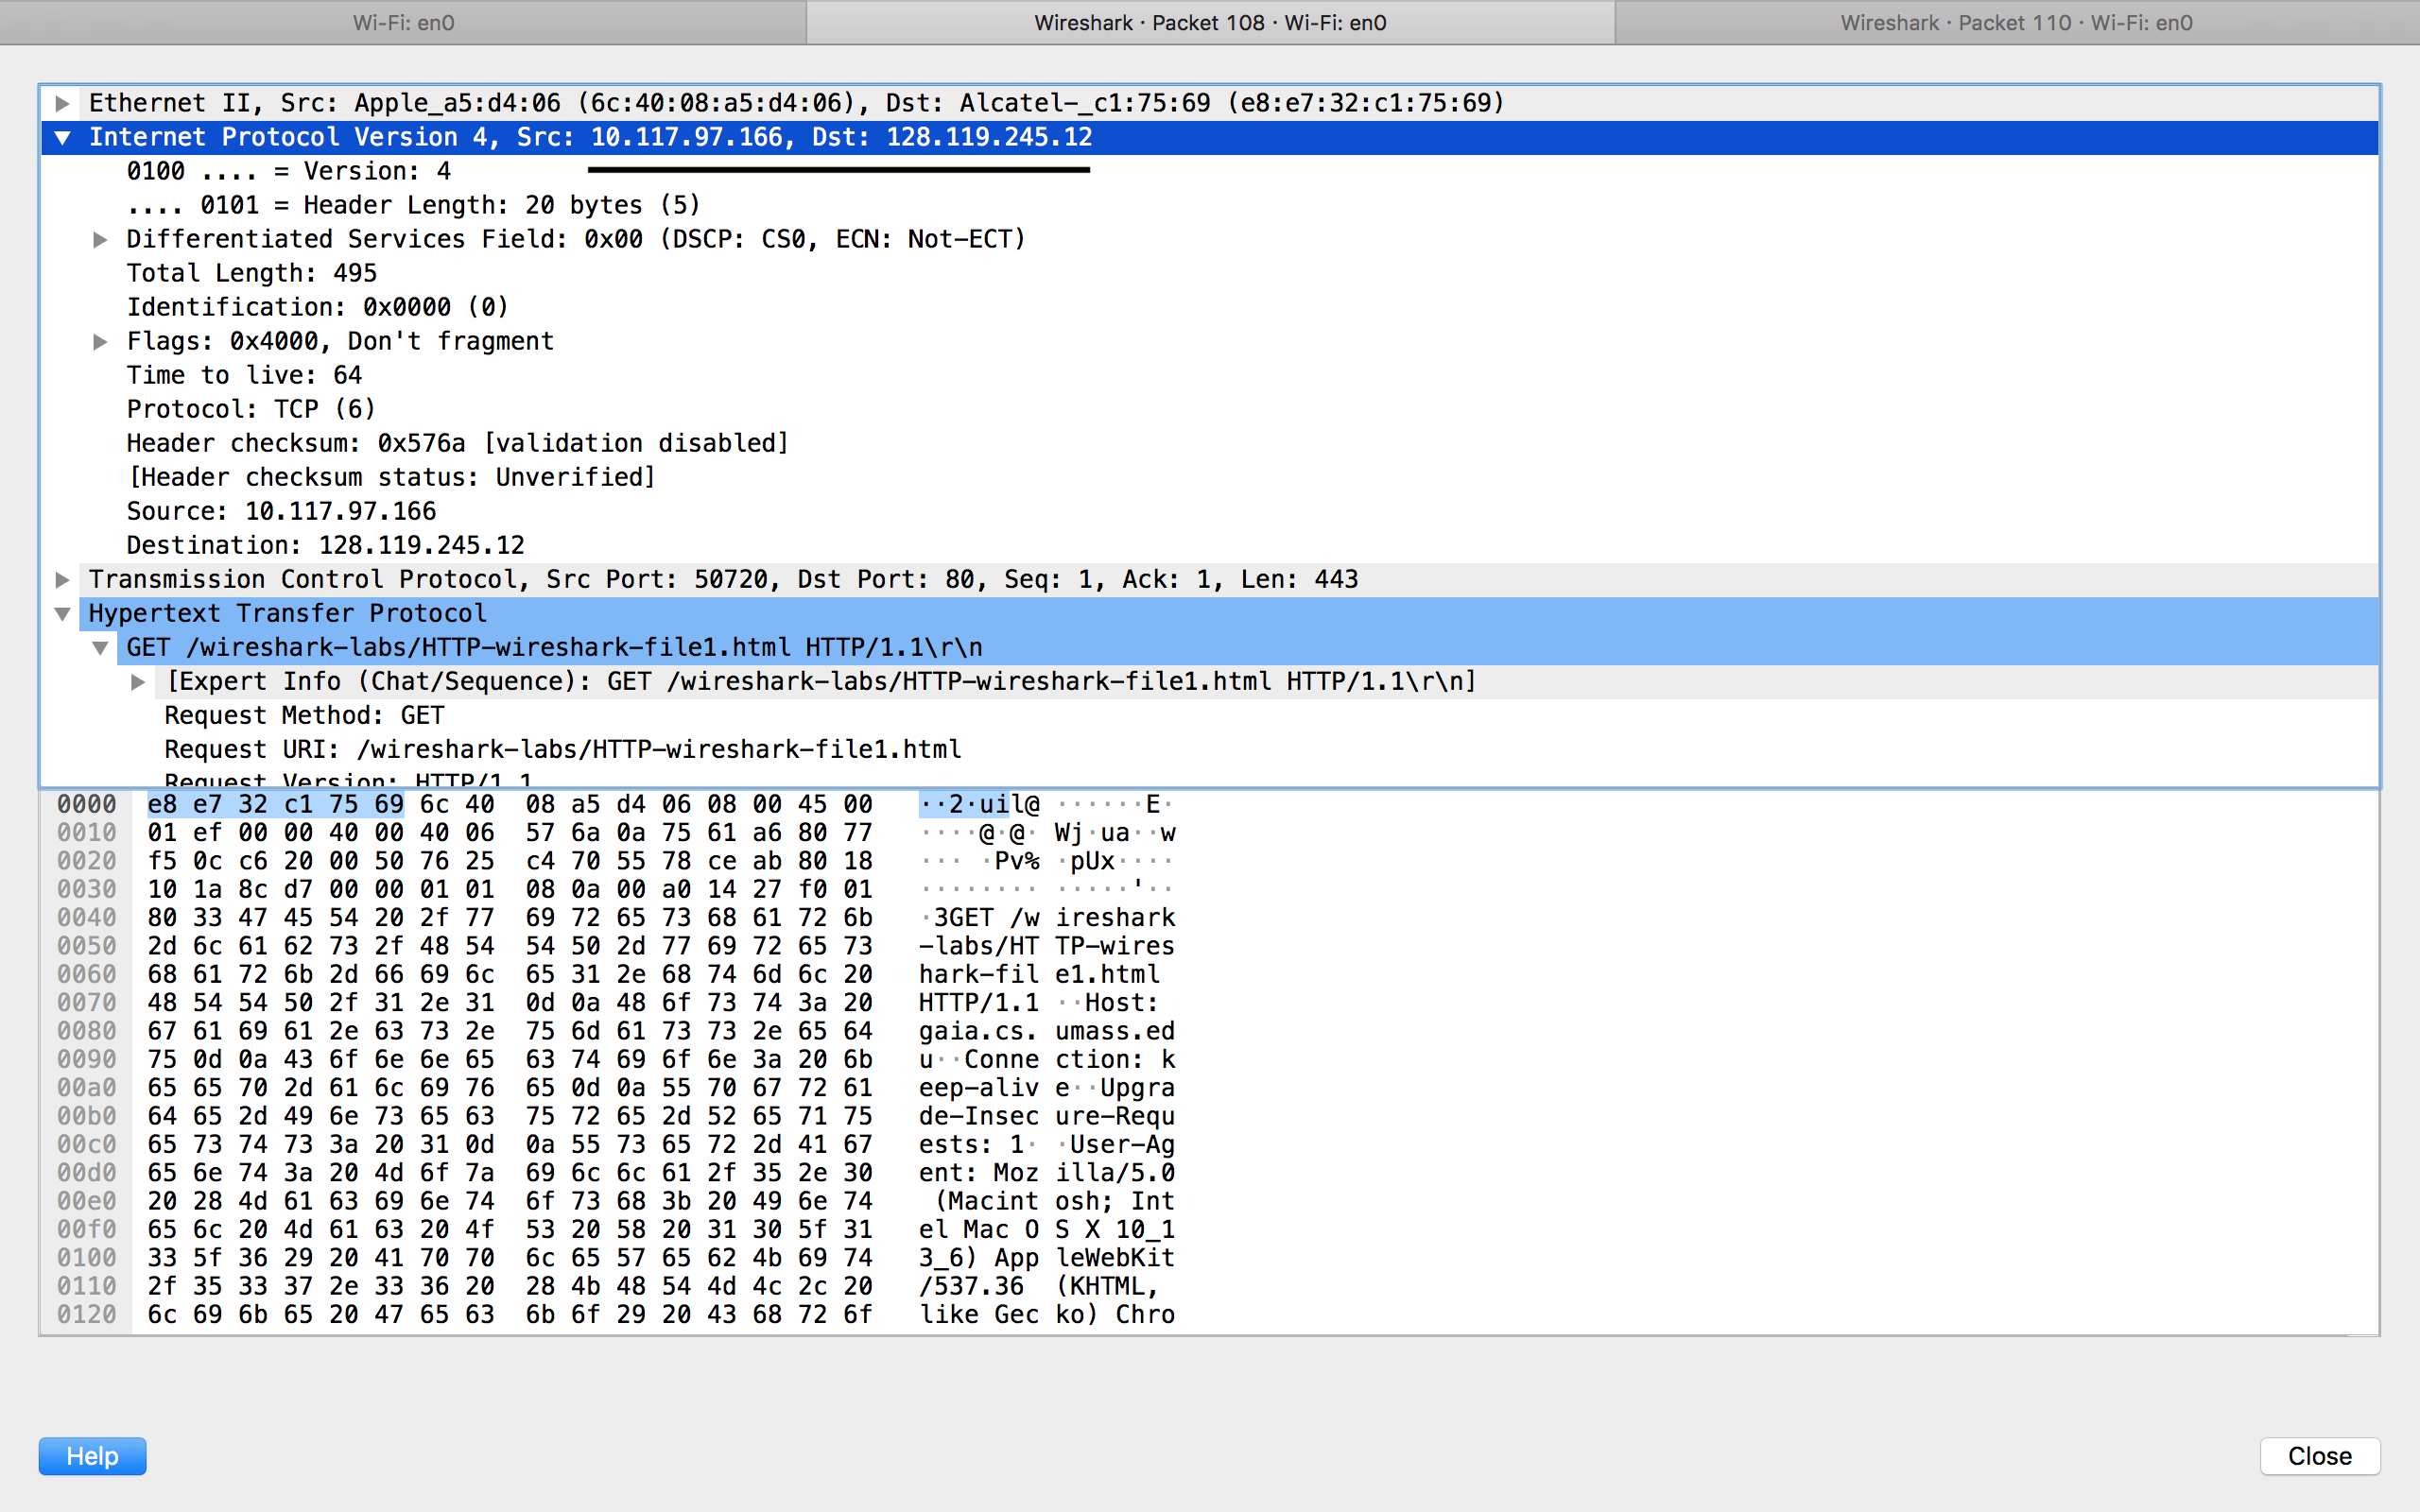 Wi-Fi: en0
Wireshark · Packet 108 · Wi-Fi: en0
Wireshark · Packet 110 · Wi-Fi: en0
Ethernet II, Src: Apple_a5:d4:06 (6c:40:08:a5:d4:06), Dst: Alcatel-_c1:75:69 (e8:e7:32:c1:75:69)
Internet Protocol Version 4, Src: 10.117.97.166, Dst: 128.119.245.12
0100 .... = Version: 4
.... 0101 = Header Length: 20 bytes (5)
Differentiated Services Field: 0x00 (DSCP: CS0, ECN: Not-ECT)
Total Length: 495
Identification: 0x0000 (0)
Flags: 0x4000, Don't fragment
Time to live: 64
Protocol: TCP (6)
Header checksum: 0x576a [validation disabled]
[Header checksum status: Unverified]
Source: 10.117.97.166
Destination: 128.119.245.12
Transmission Control Protocol, Src Port: 50720, Dst Port: 80, Seq: 1, Ack: 1, Len: 443
Hypertext Transfer Protocol
GET /wireshark-labs/HTTP-wireshark-file1.html HTTP/1.1\r\n
[Expert Info (Chat/Sequence): GET /wireshark-labs/HTTP-wireshark-file1.html HTTP/1.1\r\n]
Request Method: GET
Request URI: /wireshark-labs/HTTP-wireshark-file1.html
Request Version: HTTP/1.1
0000 e8 e7 32 c1 75 69 6c 40 08 a5 d4 06 08 00 45 00 ··2·uil@ ······E·
0010 01 ef 00 00 40 00 40 06 57 6a 0a 75 61 a6 80 77 ····@·@· Wj·ua··w
0020 f5 0c c6 20 00 50 76 25 c4 70 55 78 ce ab 80 18 ··· ·Pv% ·pUx····
0030 10 1a 8c d7 00 00 01 01 08 0a 00 a0 14 27 f0 01 ········ ·····'··
0040 80 33 47 45 54 20 2f 77 69 72 65 73 68 61 72 6b ·3GET /w ireshark
0050 2d 6c 61 62 73 2f 48 54 54 50 2d 77 69 72 65 73 -labs/HT TP-wires
0060 68 61 72 6b 2d 66 69 6c 65 31 2e 68 74 6d 6c 20 hark-fil e1.html
0070 48 54 54 50 2f 31 2e 31 0d 0a 48 6f 73 74 3a 20 HTTP/1.1 ··Host:
0080 67 61 69 61 2e 63 73 2e 75 6d 61 73 73 2e 65 64 gaia.cs. umass.ed
0090 75 0d 0a 43 6f 6e 6e 65 63 74 69 6f 6e 3a 20 6b u··Conne ction: k
00a0 65 65 70 2d 61 6c 69 76 65 0d 0a 55 70 67 72 61 eep-aliv e··Upgra
00b0 64 65 2d 49 6e 73 65 63 75 72 65 2d 52 65 71 75 de-Insec ure-Requ
00c0 65 73 74 73 3a 20 31 0d 0a 55 73 65 72 2d 41 67 ests: 1· ·User-Ag
00d0 65 6e 74 3a 20 4d 6f 7a 69 6c 6c 61 2f 35 2e 30 ent: Moz illa/5.0
00e0 20 28 4d 61 63 69 6e 74 6f 73 68 3b 20 49 6e 74 (Macint osh; Int
00f0 65 6c 20 4d 61 63 20 4f 53 20 58 20 31 30 5f 31 el Mac O S X 10_1
0100 33 5f 36 29 20 41 70 70 6c 65 57 65 62 4b 69 74 3_6) App leWebKit
0110 2f 35 33 37 2e 33 36 20 28 4b 48 54 4d 4c 2c 20 /537.36 (KHTML,
0120 6c 69 6b 65 20 47 65 63 6b 6f 29 20 43 68 72 6f like Gec ko) Chro
Help
Close